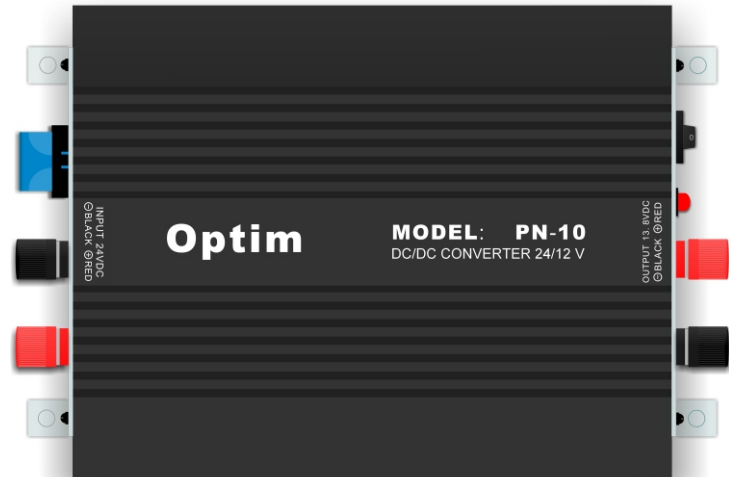 INPUT 24VDC
⊖BLACK ⊕RED
Optim
MODEL: PN-10
DC/DC CONVERTER 24/12 V
OUTPUT 13.8VDC
⊖BLACK ⊕RED